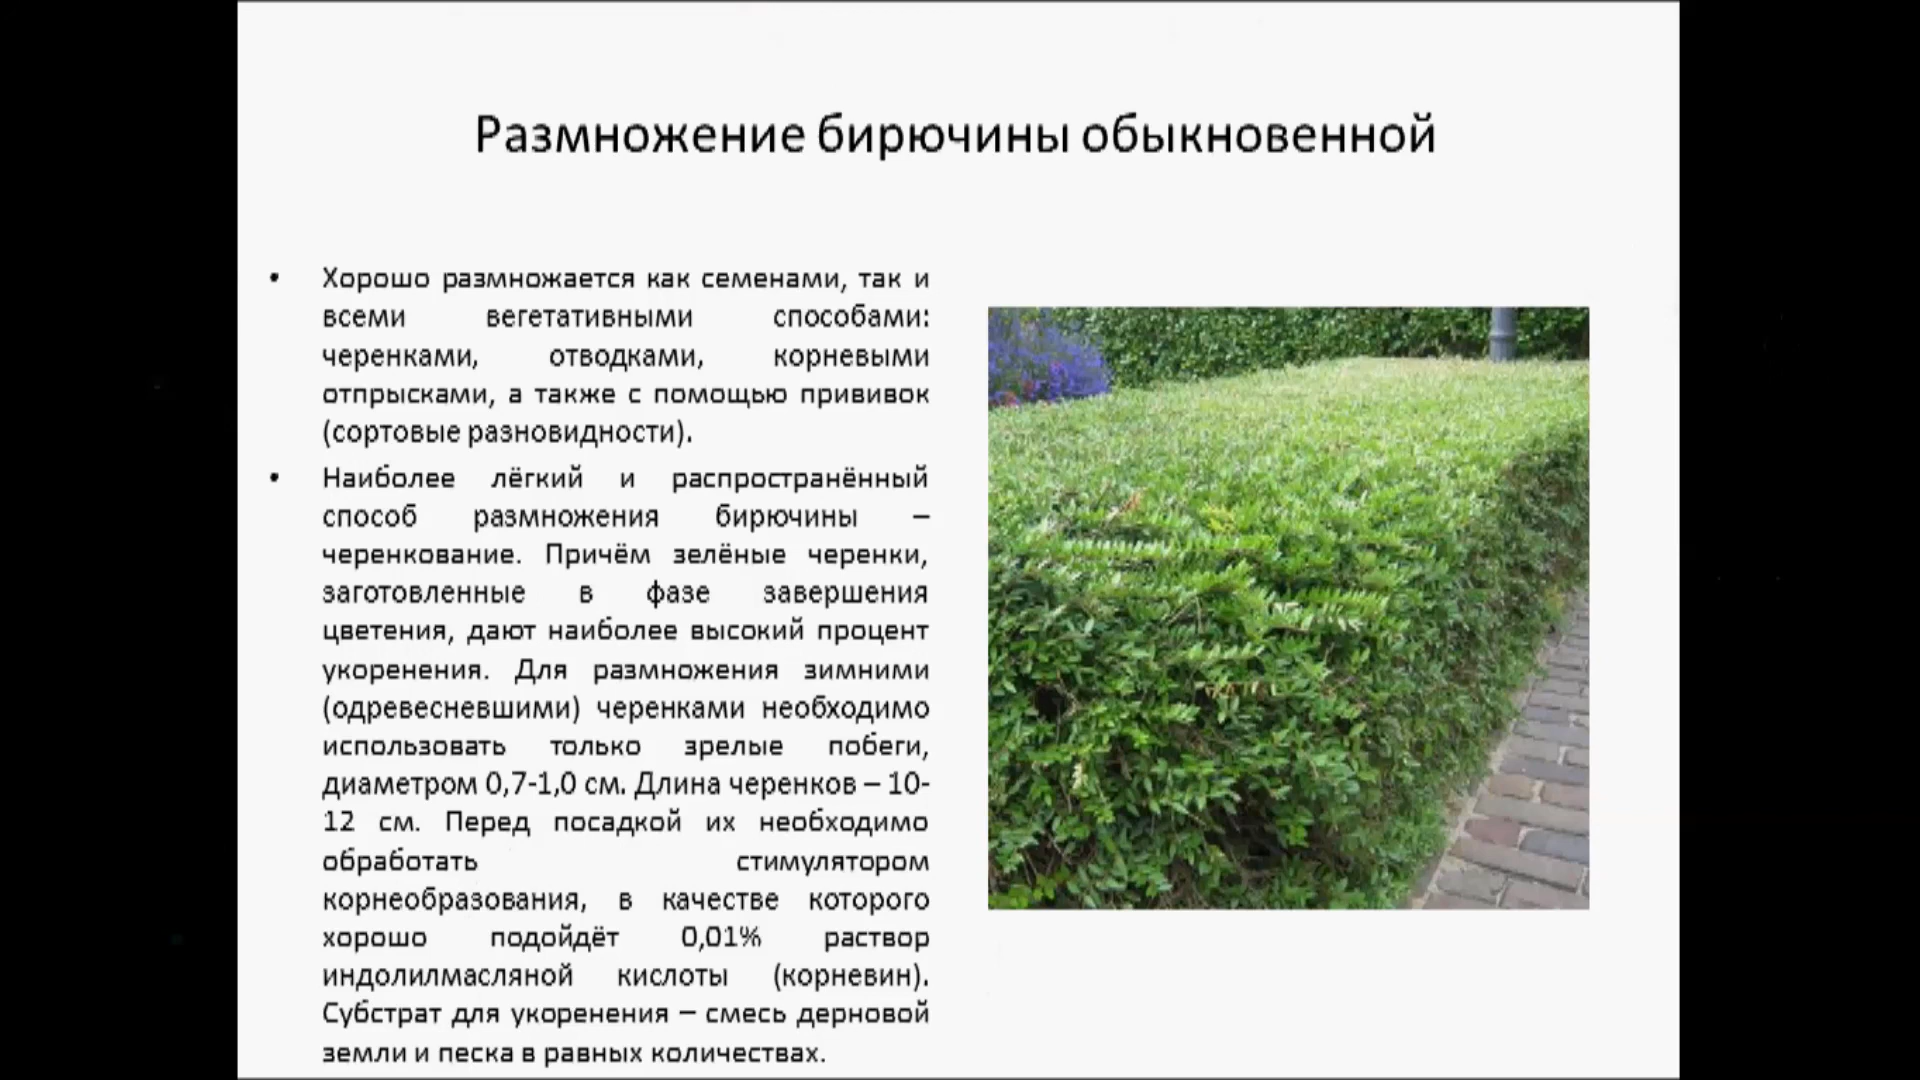 Размножение бирючины обыкновенной
• Хорошо размножается как семенами, так и
всеми вегетативными способами:
черенками, отводками, корневыми
отпрысками, а также с помощью прививок
(сортовые разновидности).
• Наиболее лёгкий и распространённый
способ размножения бирючины –
черенкование. Причём зелёные черенки,
заготовленные в фазе завершения
цветения, дают наиболее высокий процент
укоренения. Для размножения зимними
(одревесневшими) черенками необходимо
использовать только зрелые побеги,
диаметром 0,7-1,0 см. Длина черенков – 10-
12 см. Перед посадкой их необходимо
обработать стимулятором
корнеобразования, в качестве которого
хорошо подойдёт 0,01% раствор
индолилмасляной кислоты (корневин).
Субстрат для укоренения – смесь дерновой
земли и песка в равных количествах.